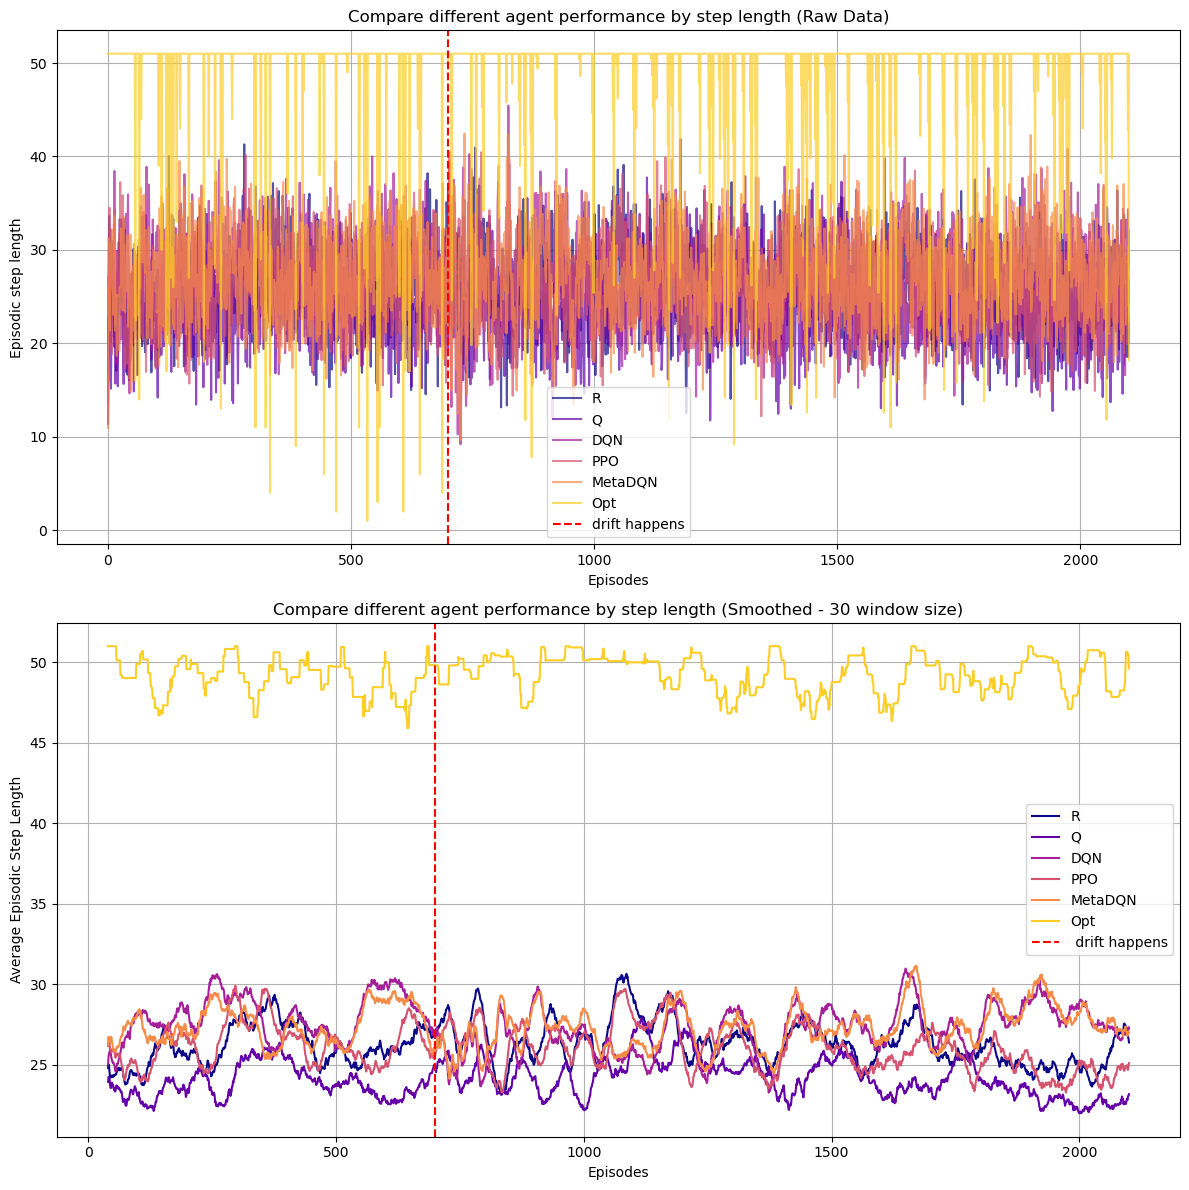 Compare different agent performance by step length (Raw Data)
Episodic step length
50
40
30
20
10
0
R
Q
DQN
PPO
MetaDQN
Opt
drift happens
0 500 1000 1500 2000
Episodes
Compare different agent performance by step length (Smoothed - 30 window size)
Average Episodic Step Length
50
45
40
35
30
25
R
Q
DQN
PPO
MetaDQN
Opt
drift happens
0 500 1000 1500 2000
Episodes